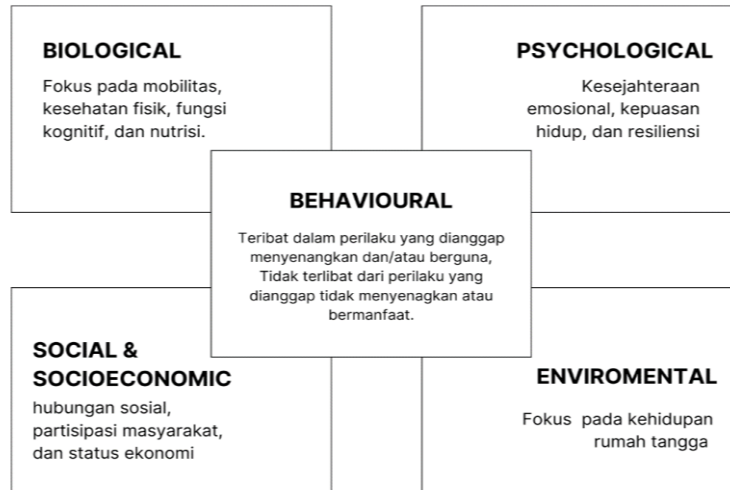 BIOLOGICAL
Fokus pada mobilitas,
kesehatan fisik, fungsi
kognitif, dan nutrisi.
PSYCHOLOGICAL
Kesejahteraan
emosional, kepuasan
hidup, dan resiliensi
BEHAVIOURAL
Teribat dalam perilaku yang dianggap
menyenangkan dan/atau berguna,
Tidak terlibat dari perilaku yang
dianggap tidak menyenagkan atau
bermanfaat.
SOCIAL &
SOCIOECONOMIC
hubungan sosial,
partisipasi masyarakat,
dan status ekonomi
ENVIROMENTAL
Fokus pada kehidupan
rumah tangga